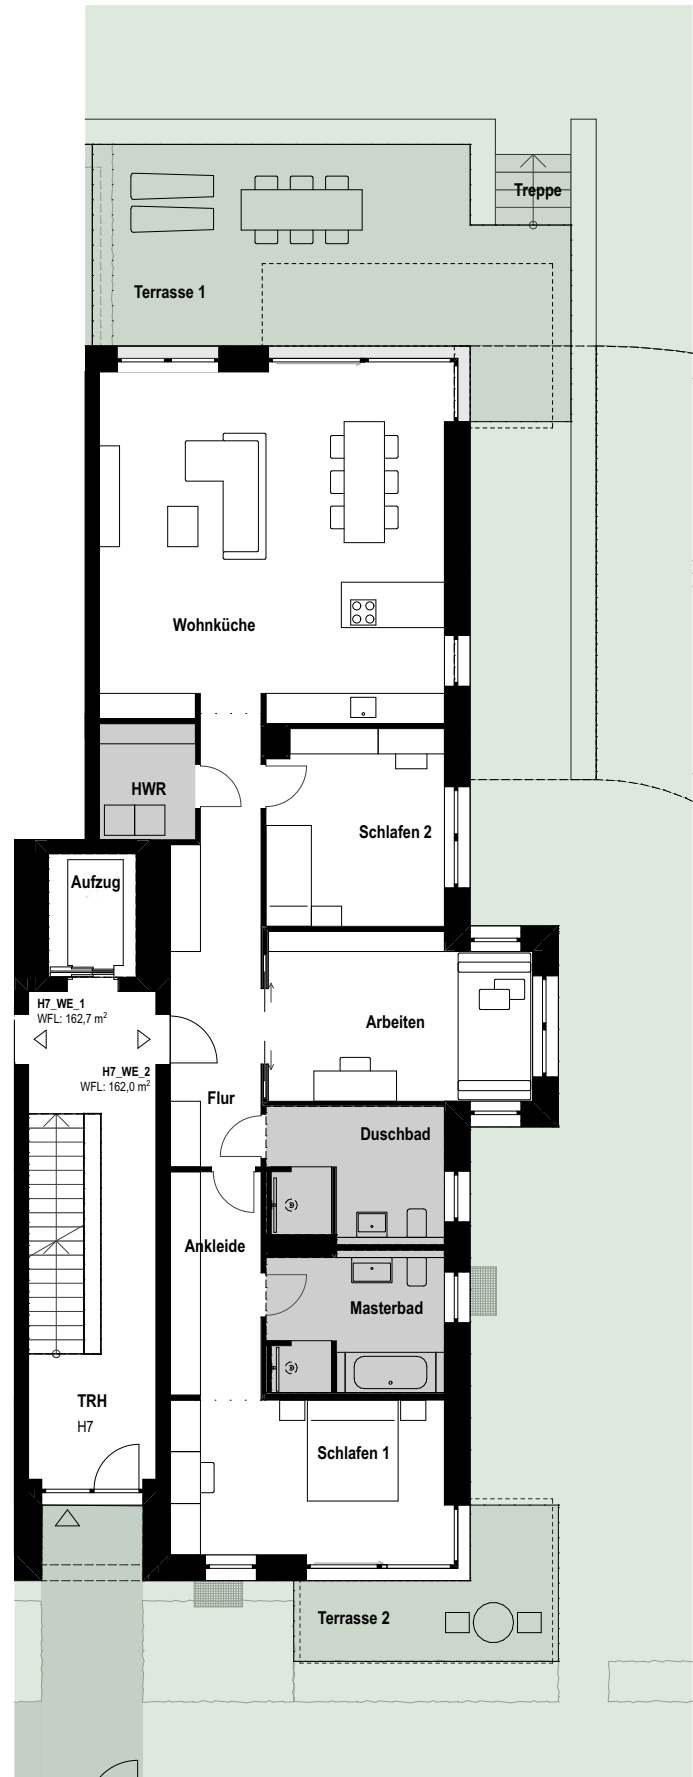 Treppe
Terrasse 1
Wohnküche
HWR
Schlafen 2
Aufzug
H7_WE_1
WFL: 162,7 m²
Arbeiten
H7_WE_2
WFL: 162,0 m²
Flur
Duschbad
Ankleide
Masterbad
TRH
H7
Schlafen 1
Terrasse 2